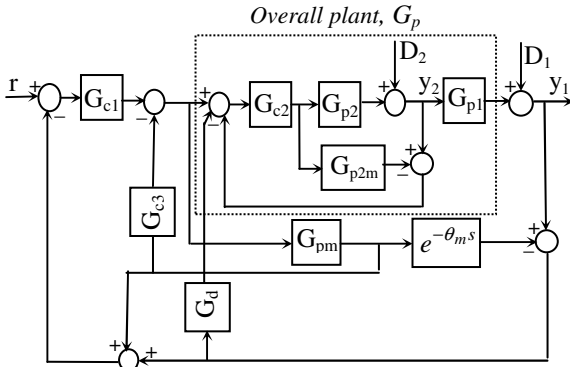 Overall plant, Gp
D2
D1
r
+
−
Gc1
−
+
−
Gc2
Gp2
+
y2
Gp1
+
y1
Gp2m
+
−
Gc3
Gpm
e^−θms
+
−
Gd
+
+